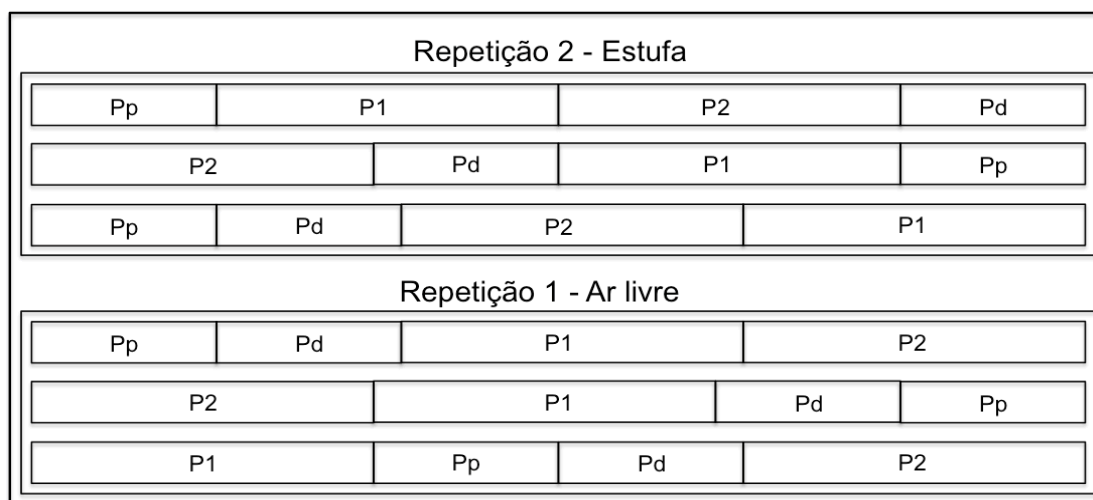 Repetição 2 - Estufa
Pp P1 P2 Pd
P2 Pd P1 Pp
Pp Pd P2 P1
Repetição 1 - Ar livre
Pp Pd P1 P2
P2 P1 Pd Pp
P1 Pp Pd P2